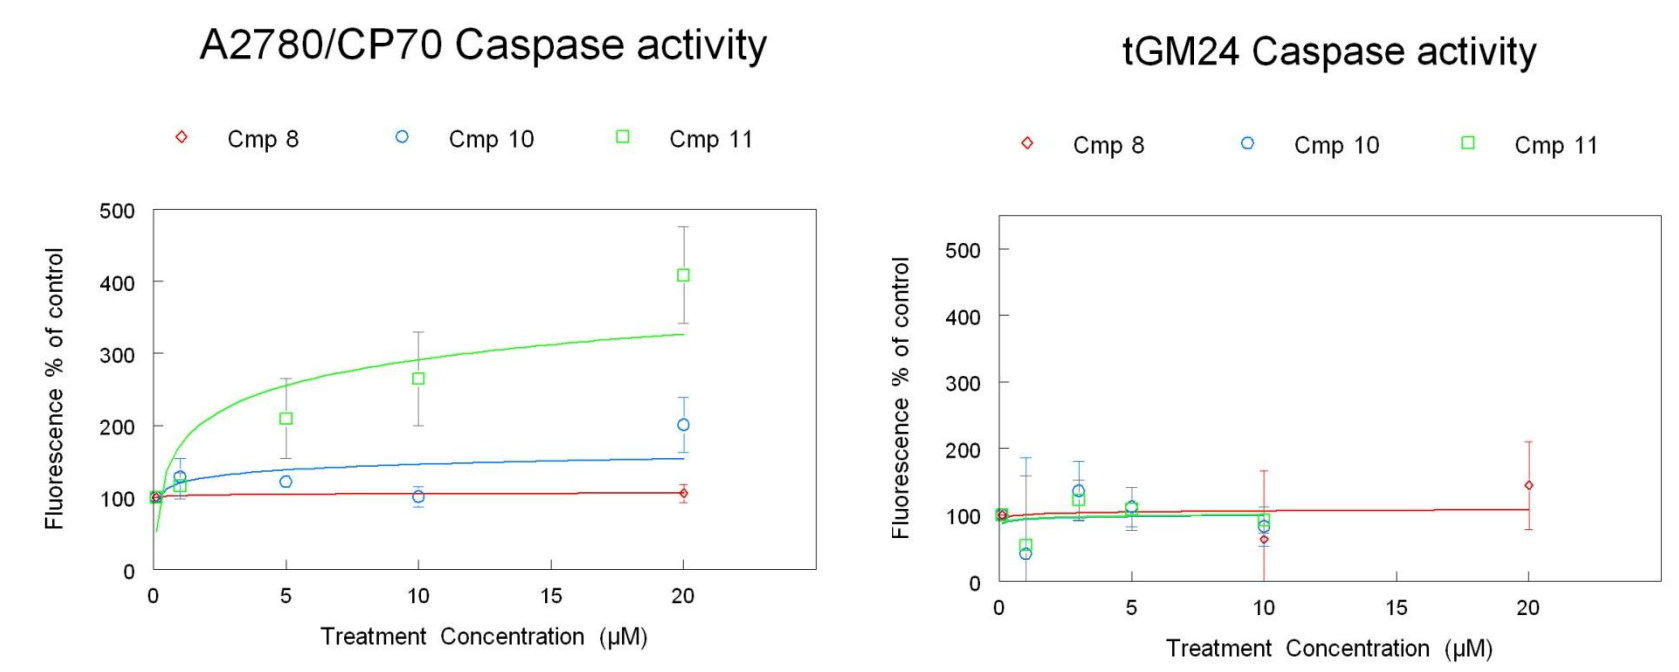 A2780/CP70 Caspase activity
Cmp 8 Cmp 10 Cmp 11
Fluorescence % of control
500
400
300
200
100
0
0 5 10 15 20
Treatment Concentration (µM)
tGM24 Caspase activity
Cmp 8 Cmp 10 Cmp 11
Fluorescence % of control
500
400
300
200
100
0
0 5 10 15 20
Treatment Concentration (µM)